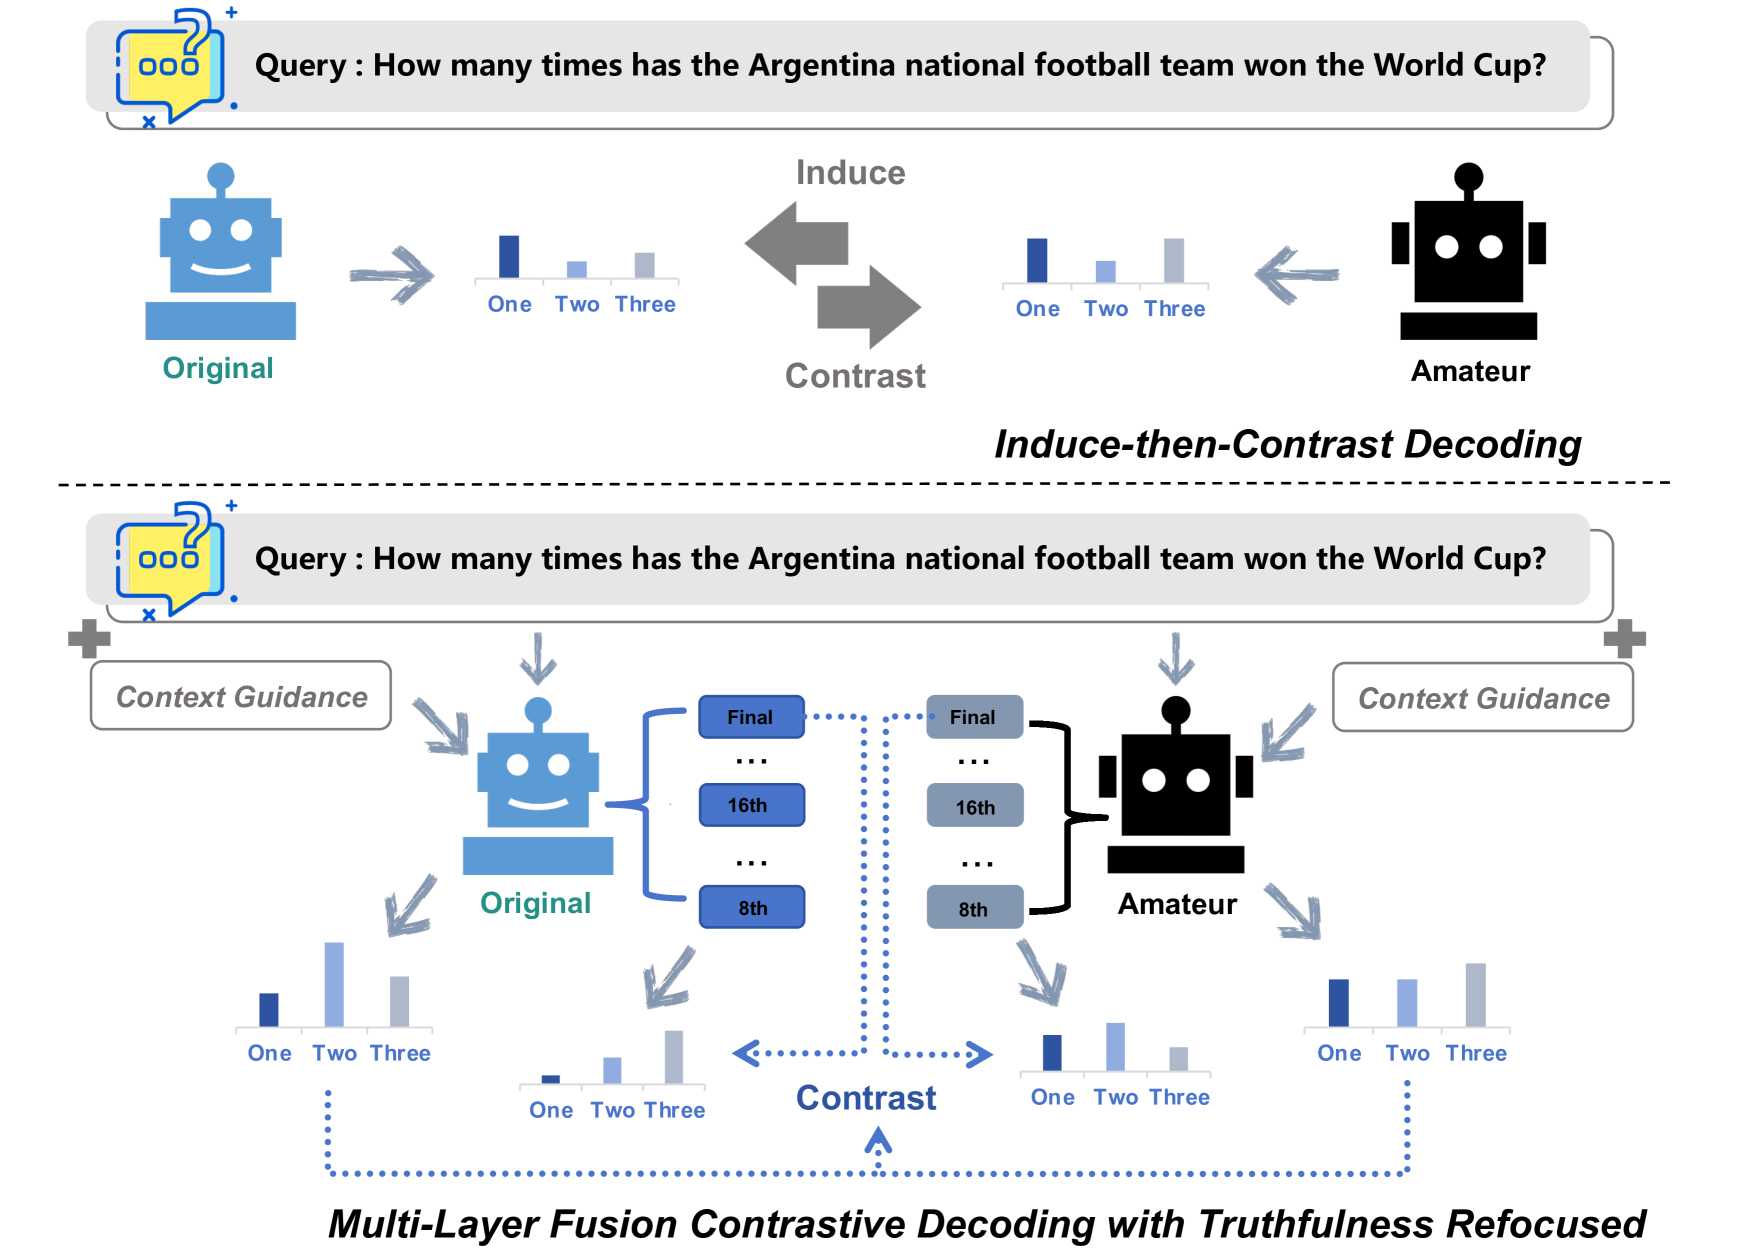 Query : How many times has the Argentina national football team won the World Cup?
Induce
One Two Three
One Two Three
Original
Contrast
Amateur
Induce-then-Contrast Decoding
Query : How many times has the Argentina national football team won the World Cup?
Context Guidance
Context Guidance
Final
...
16th
...
8th
Final
...
16th
...
8th
Original
Amateur
One Two Three
One Two Three
One Two Three
One Two Three
Contrast
Multi-Layer Fusion Contrastive Decoding with Truthfulness Refocused